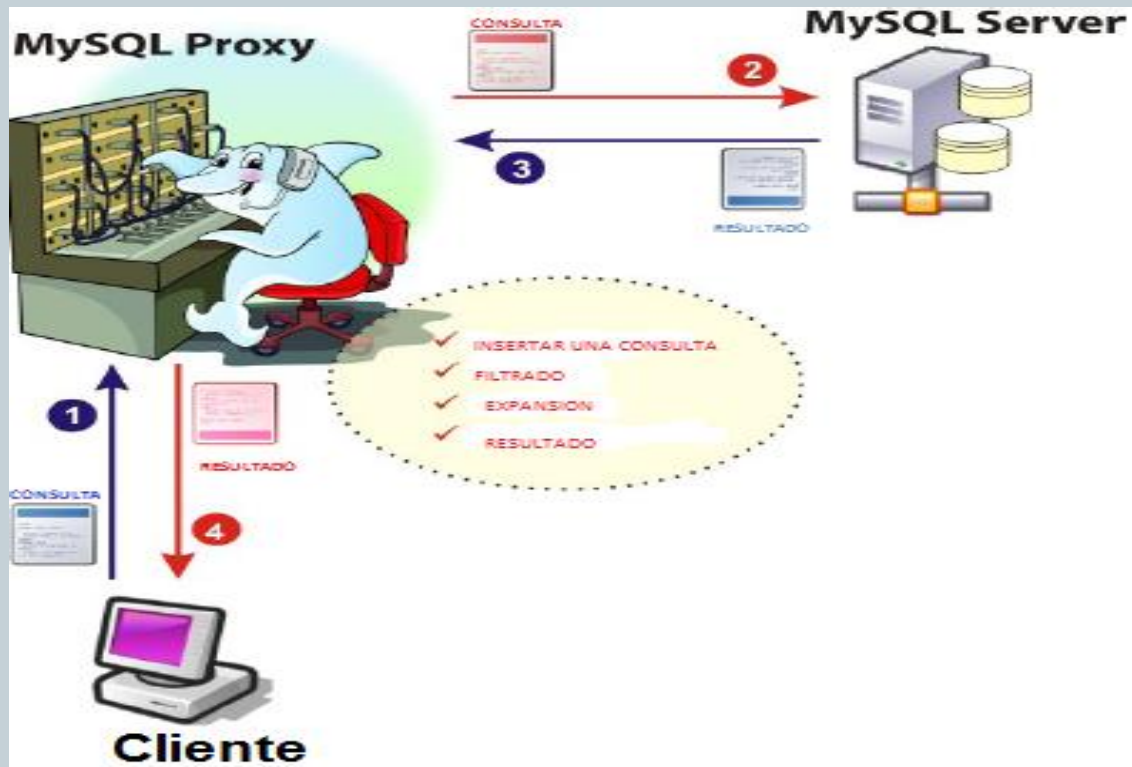 MySQL Proxy
CONSULTA
MySQL Server
2
3
RESULTADO
INSERTAR UNA CONSULTA
FILTRADO
EXPANSION
RESULTADO
1
RESULTADO
CONSULTA
4
Cliente